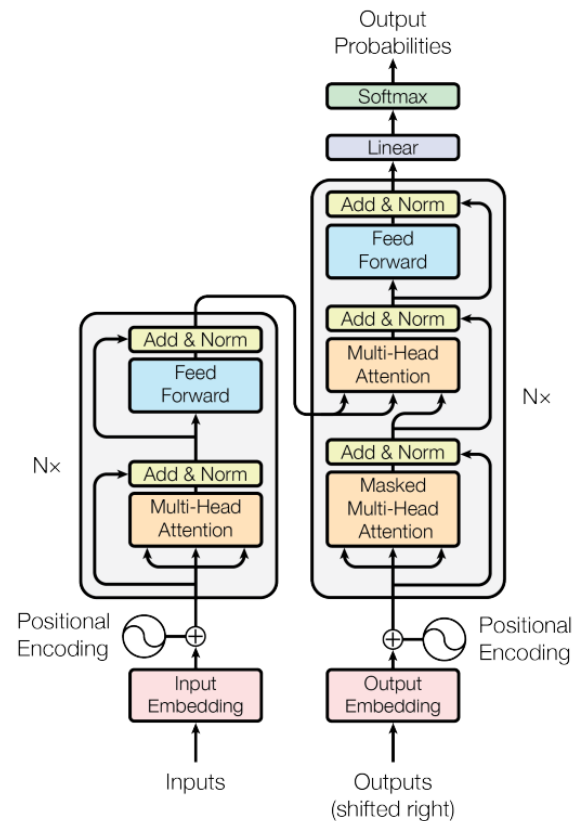 Output
Probabilities
Softmax
Linear
Add & Norm
Feed
Forward
Add & Norm
Multi-Head
Attention
Add & Norm
Masked
Multi-Head
Attention
N×
Add & Norm
Feed
Forward
Add & Norm
Multi-Head
Attention
N×
Positional
Encoding
Positional
Encoding
Input
Embedding
Output
Embedding
Inputs
Outputs
(shifted right)